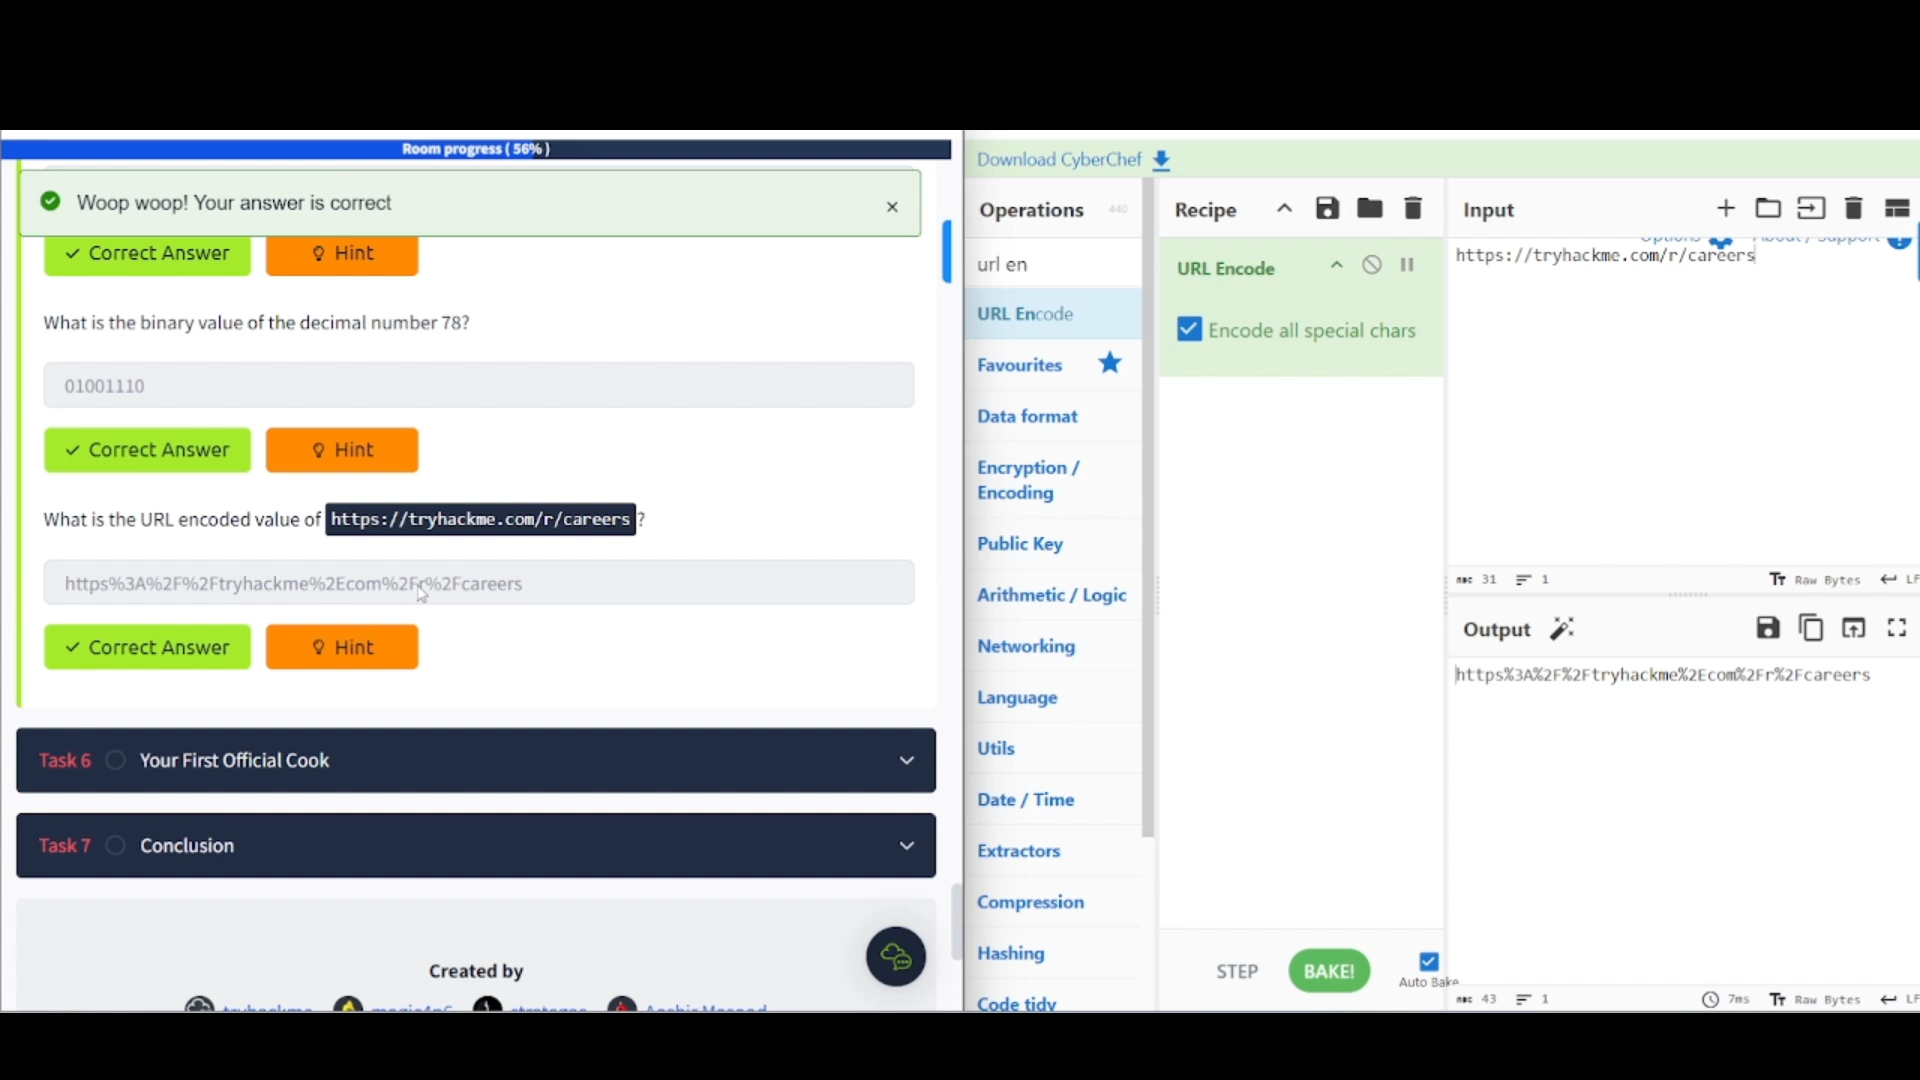 Room progress ( 56% )
Woop woop! Your answer is correct
Correct Answer
Hint
What is the binary value of the decimal number 78?
01001110
Correct Answer
Hint
What is the URL encoded value of https://tryhackme.com/r/careers ?
https%3A%2F%2Ftryhackme%2Ecom%2Fr%2Fcareers
Correct Answer
Hint
Task 6 Your First Official Cook
Task 7 Conclusion
Created by
tryhackme
Download CyberChef
Operations 440
url en
URL Encode
Favourites
Data format
Encryption /
Encoding
Public Key
Arithmetic / Logic
Networking
Language
Utils
Date / Time
Extractors
Compression
Hashing
Code tidy
Recipe
URL Encode
Encode all special chars
STEP
BAKE!
Auto Bake
Input
Options
About / Support
https://tryhackme.com/r/careers
31
1
Raw Bytes
LF
Output
https%3A%2F%2Ftryhackme%2Ecom%2Fr%2Fcareers
43
1
7ms
Raw Bytes
LF